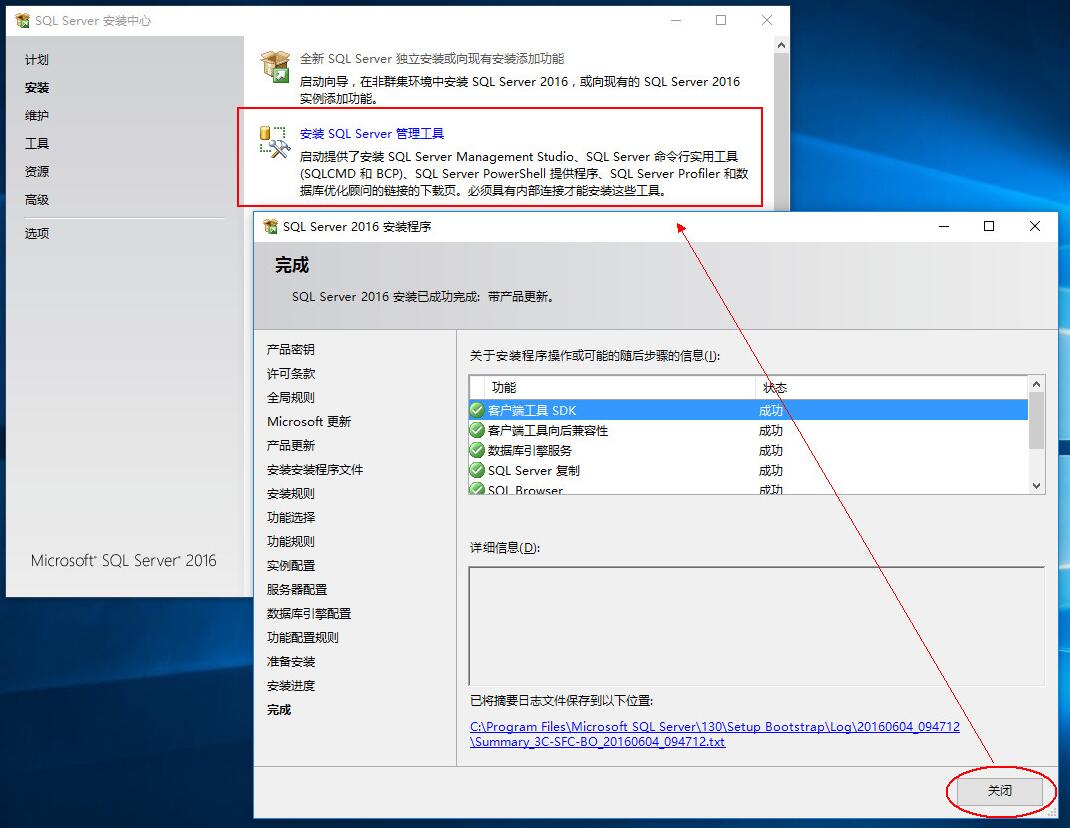 SQL Server 安装中心
计划
安装
维护
工具
资源
高级
选项
Microsoft® SQL Server® 2016
全新 SQL Server 独立安装或向现有安装添加功能
启动向导，在非群集环境中安装 SQL Server 2016，或向现有的 SQL Server 2016
实例添加功能。
安装 SQL Server 管理工具
启动提供了安装 SQL Server Management Studio、SQL Server 命令行实用工具
(SQLCMD 和 BCP)、SQL Server PowerShell 提供程序、SQL Server Profiler 和数
据库优化顾问的链接的下载页。必须具有内部连接才能安装这些工具。
SQL Server 2016 安装程序
完成
SQL Server 2016 安装已成功完成: 带产品更新。
产品密钥
许可条款
全局规则
Microsoft 更新
产品更新
安装安装程序文件
安装规则
功能选择
功能规则
实例配置
服务器配置
数据库引擎配置
功能配置规则
准备安装
安装进度
完成
关于安装程序操作或可能的随后步骤的信息(I):
功能 状态
客户端工具 SDK 成功
客户端工具向后兼容性 成功
数据库引擎服务 成功
SQL Server 复制 成功
SQL Browser 成功
详细信息(D):
已将摘要日志文件保存到以下位置:
C:\Program Files\Microsoft SQL Server\130\Setup Bootstrap\Log\20160604_094712
\Summary_3C-SFC-BO_20160604_094712.txt
关闭